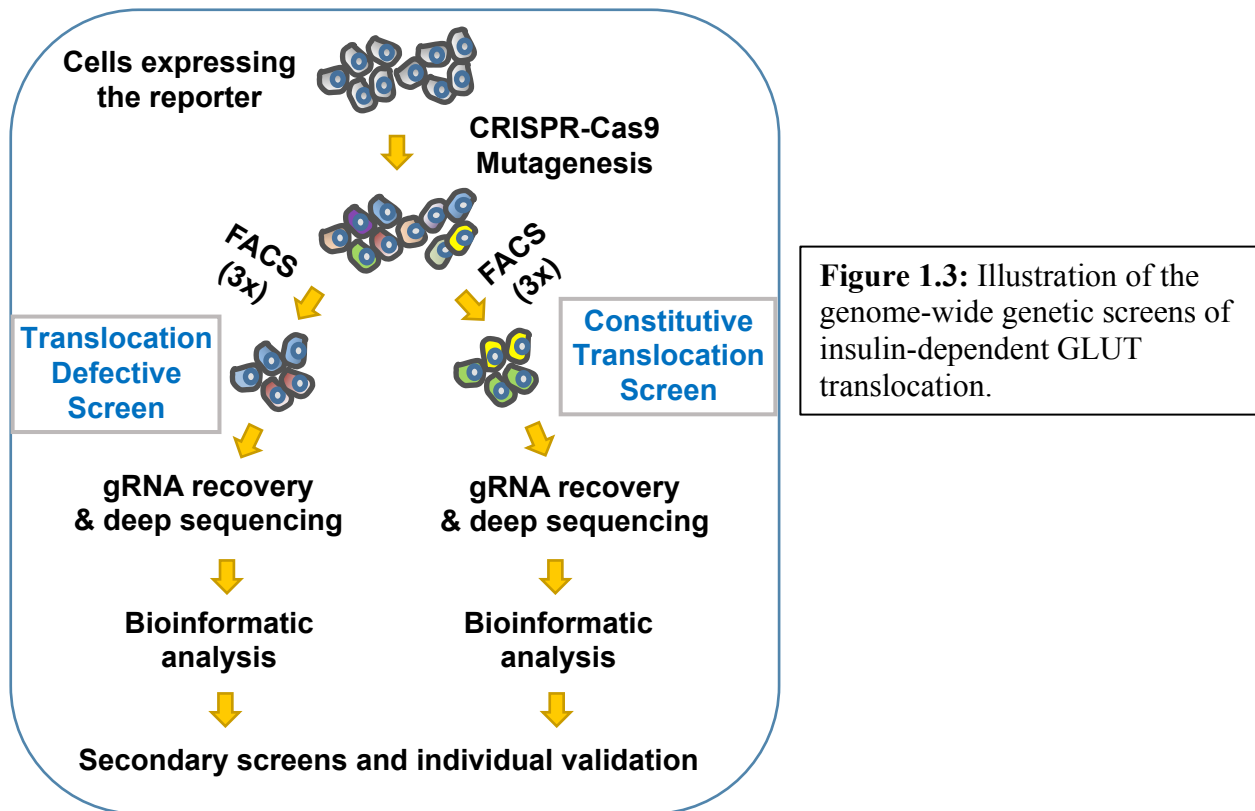 Cells expressing
the reporter
CRISPR-Cas9
Mutagenesis
FACS
(3x)
FACS
(3x)
Translocation
Defective
Screen
Constitutive
Translocation
Screen
gRNA recovery
& deep sequencing
gRNA recovery
& deep sequencing
Bioinformatic
analysis
Bioinformatic
analysis
Secondary screens and individual validation
Figure 1.3: Illustration of the
genome-wide genetic screens of
insulin-dependent GLUT
translocation.